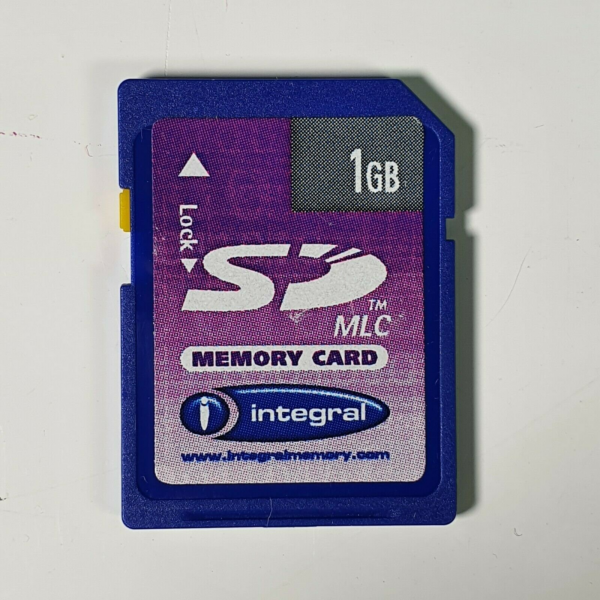 1GB
Lock
SD
TM
MLC
MEMORY CARD
i integral
www.integralmemory.com